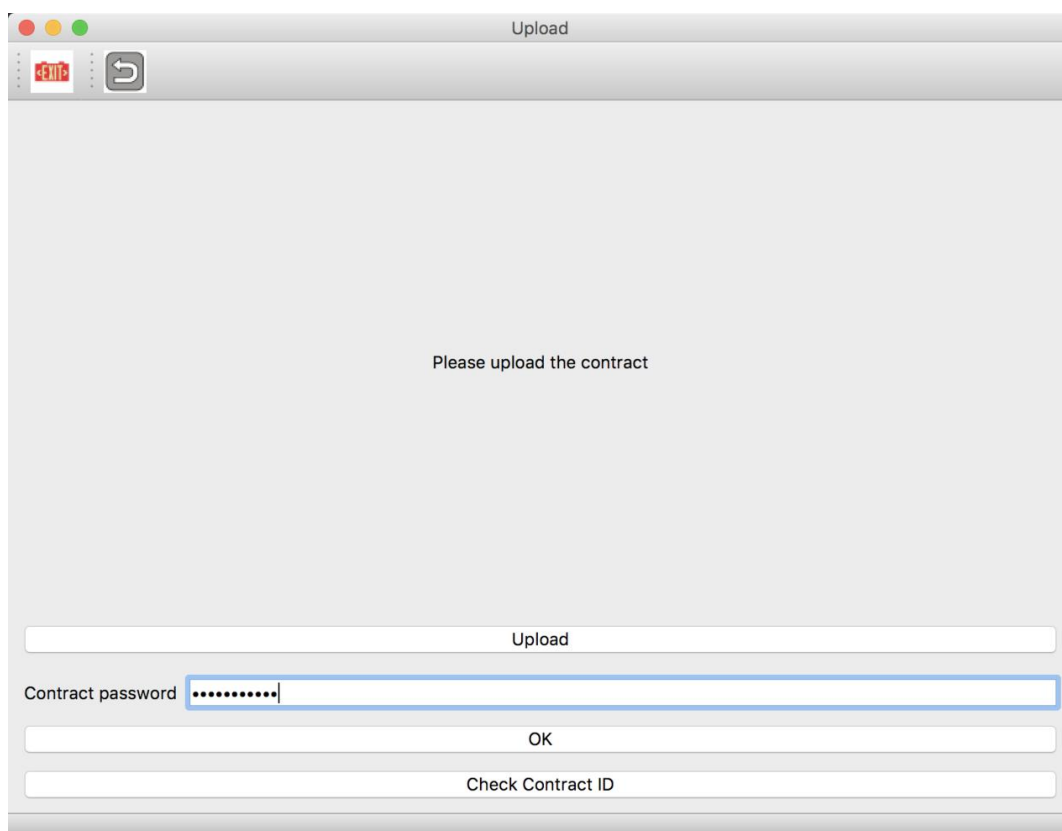 Upload
<EXIT>
Please upload the contract
Upload
Contract password •••••••••••
OK
Check Contract ID